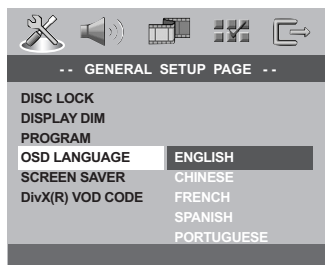 -- GENERAL SETUP PAGE --
DISC LOCK
DISPLAY DIM
PROGRAM
OSD LANGUAGE ENGLISH
SCREEN SAVER CHINESE
DivX(R) VOD CODE FRENCH
SPANISH
PORTUGUESE